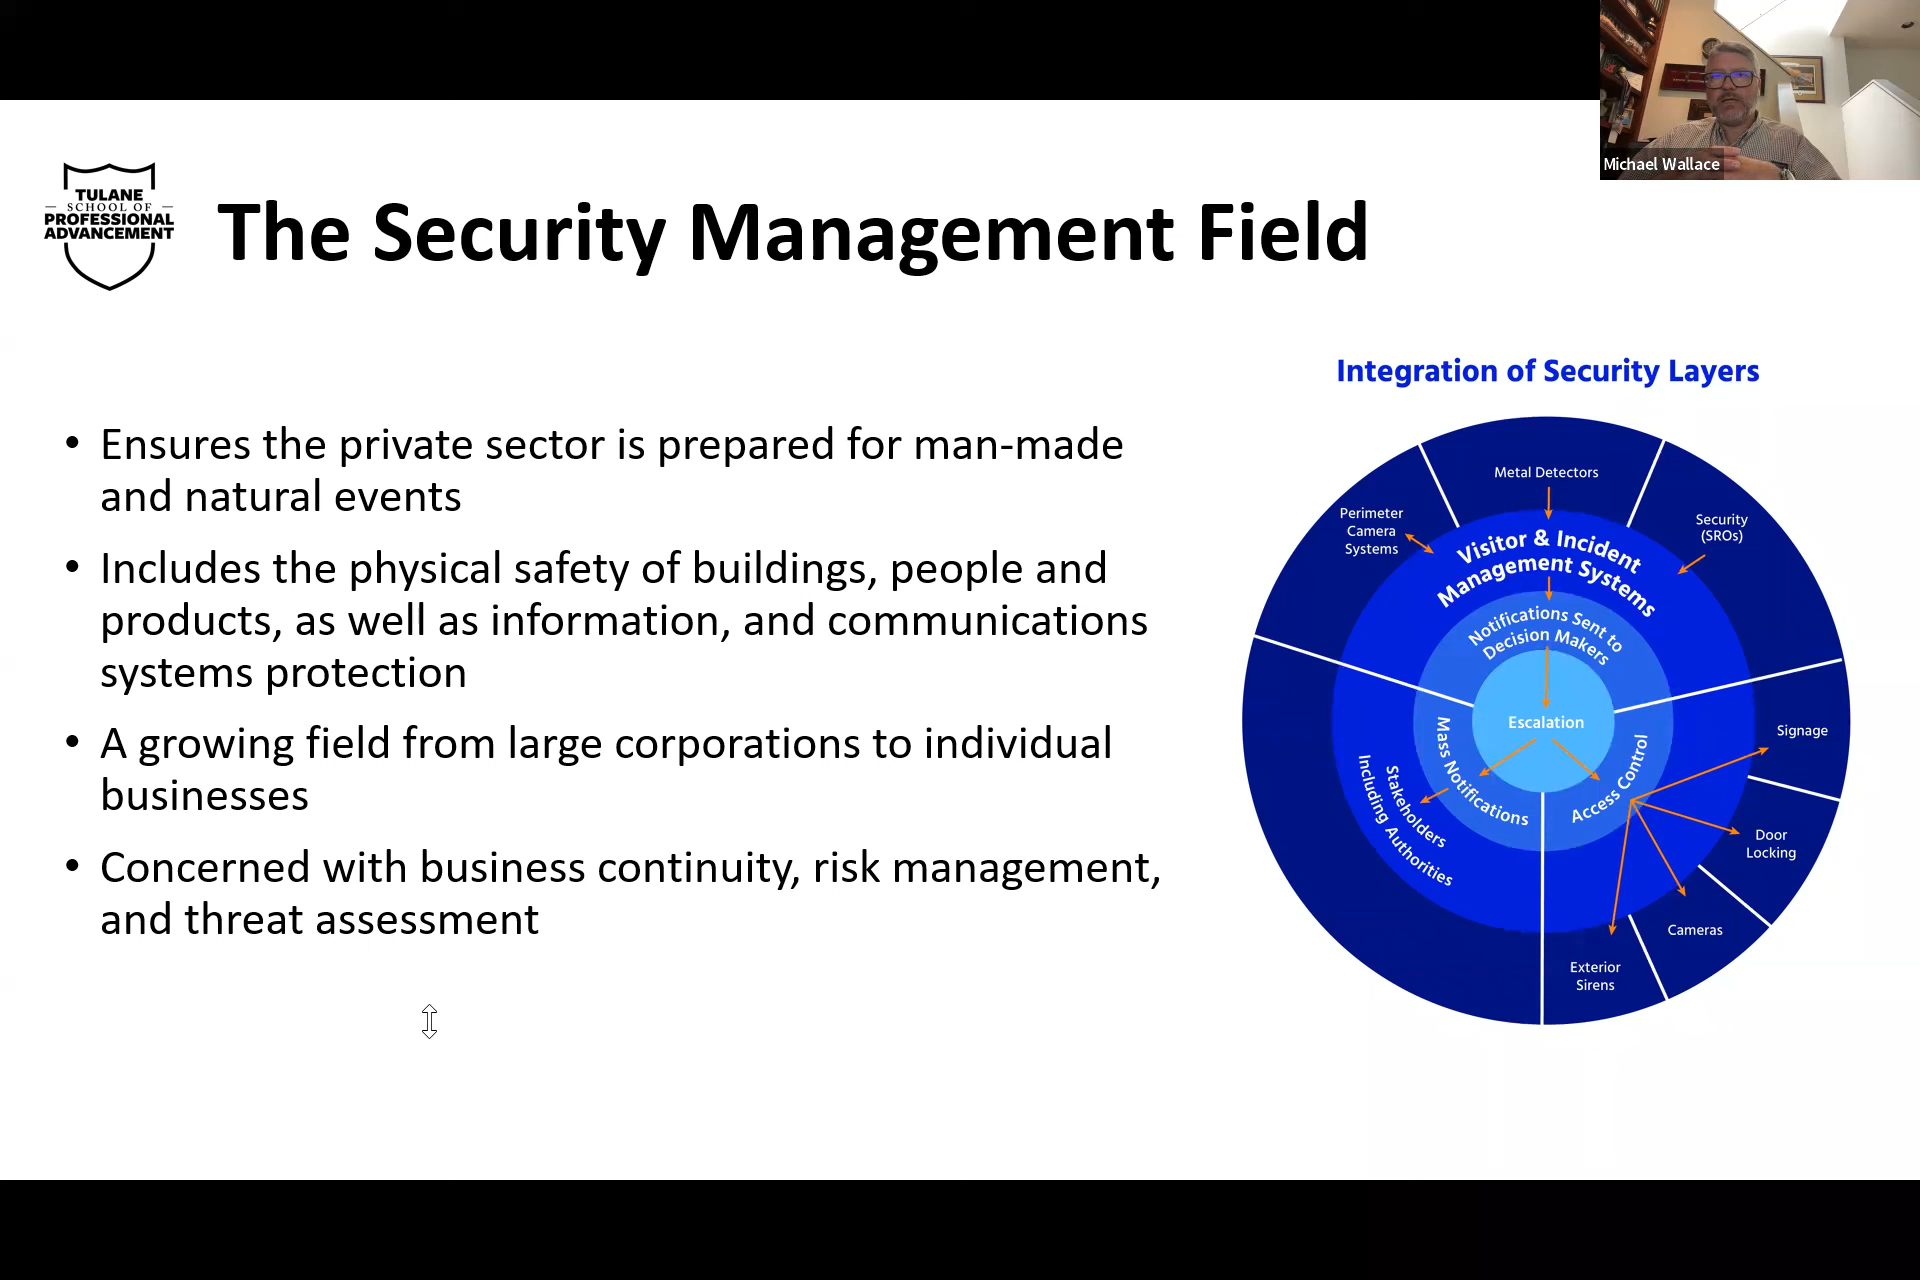 Michael Wallace
TULANE
SCHOOL OF
PROFESSIONAL
ADVANCEMENT
The Security Management Field
• Ensures the private sector is prepared for man-made
and natural events
• Includes the physical safety of buildings, people and
products, as well as information, and communications
systems protection
• A growing field from large corporations to individual
businesses
• Concerned with business continuity, risk management,
and threat assessment
Integration of Security Layers
Metal Detectors
Perimeter
Camera
Systems
Security
(SROs)
Visitor & Incident
Management Systems
Notifications Sent to
Decision Makers
Escalation
Mass Notifications
Access Control
Stakeholders
Including Authorities
Signage
Door
Locking
Cameras
Exterior
Sirens